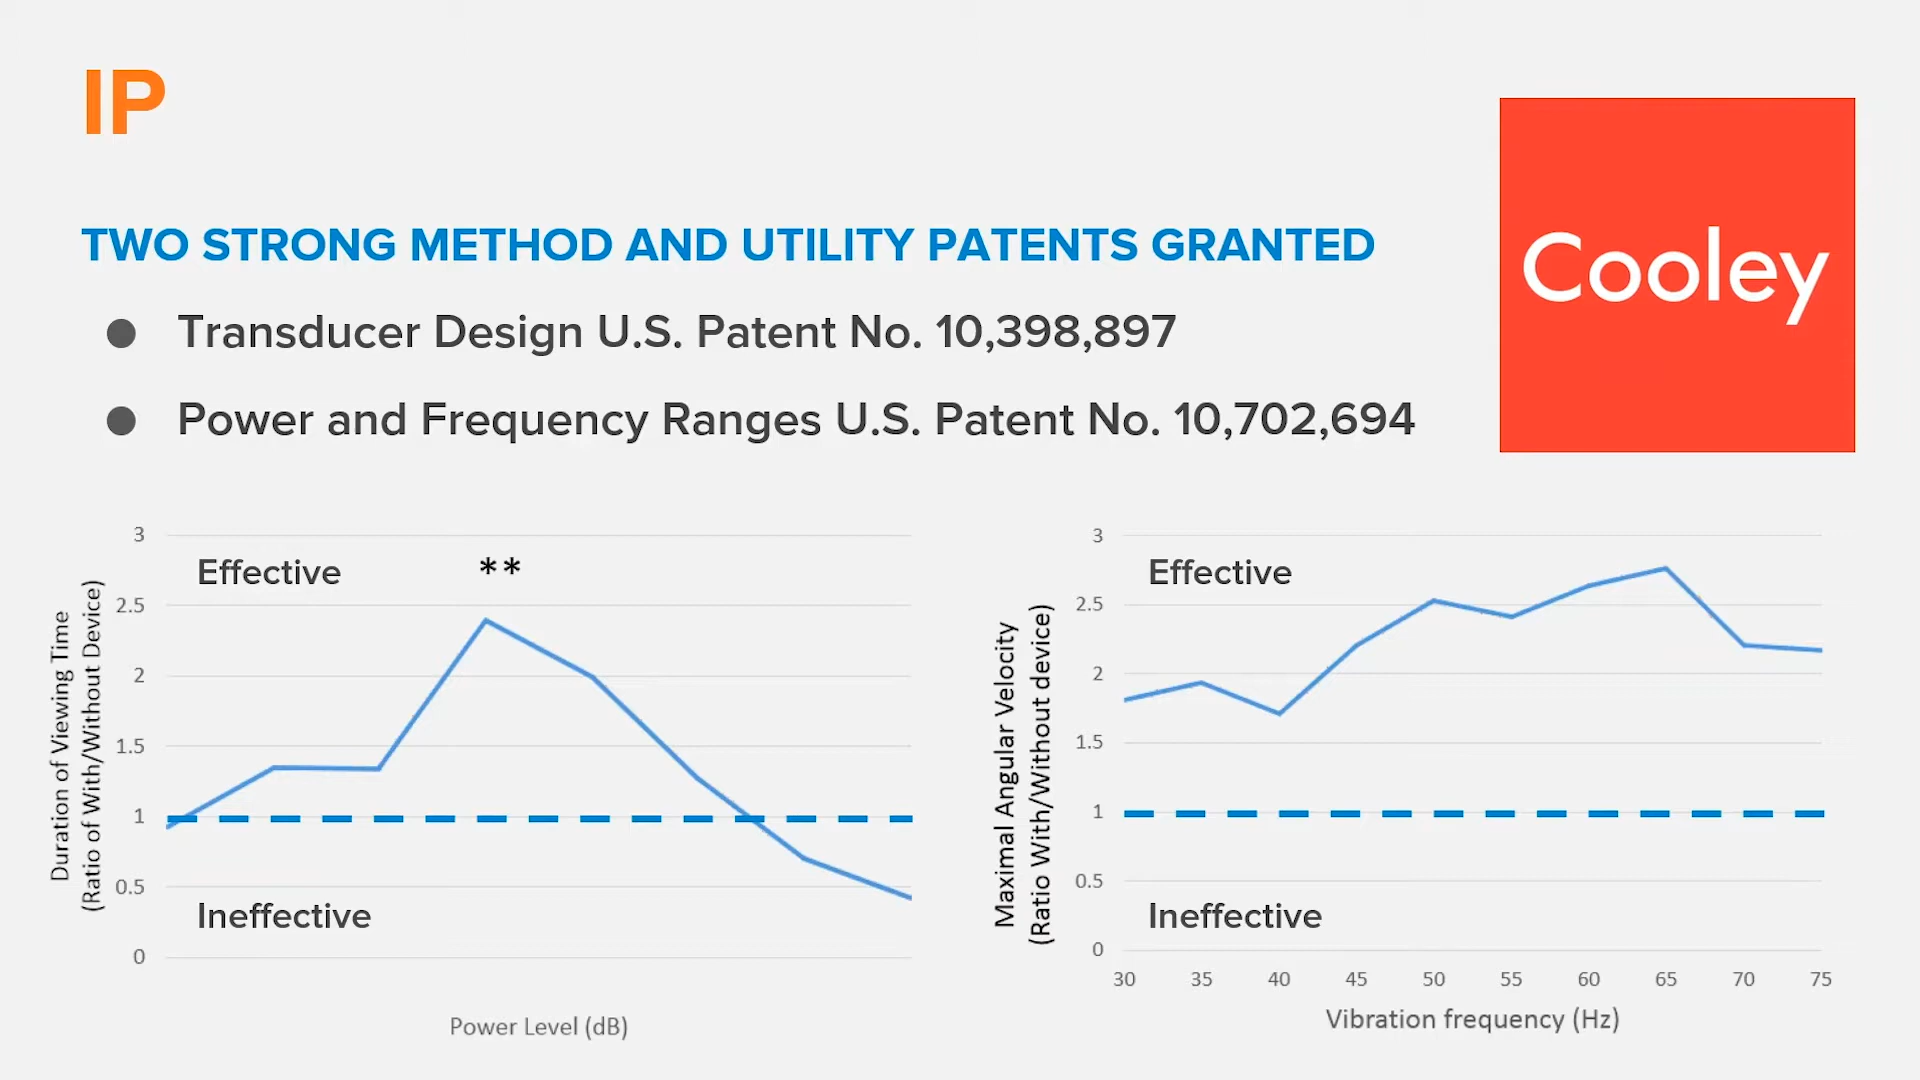 IP
Cooley
TWO STRONG METHOD AND UTILITY PATENTS GRANTED
● Transducer Design U.S. Patent No. 10,398,897
● Power and Frequency Ranges U.S. Patent No. 10,702,694
Duration of Viewing Time
(Ratio of With/Without Device)
3
2.5
2
1.5
1
0.5
0
Effective
**
Ineffective
Power Level (dB)
Maximal Angular Velocity
(Ratio With/Without device)
3
2.5
2
1.5
1
0.5
0
Effective
Ineffective
30 35 40 45 50 55 60 65 70 75
Vibration frequency (Hz)